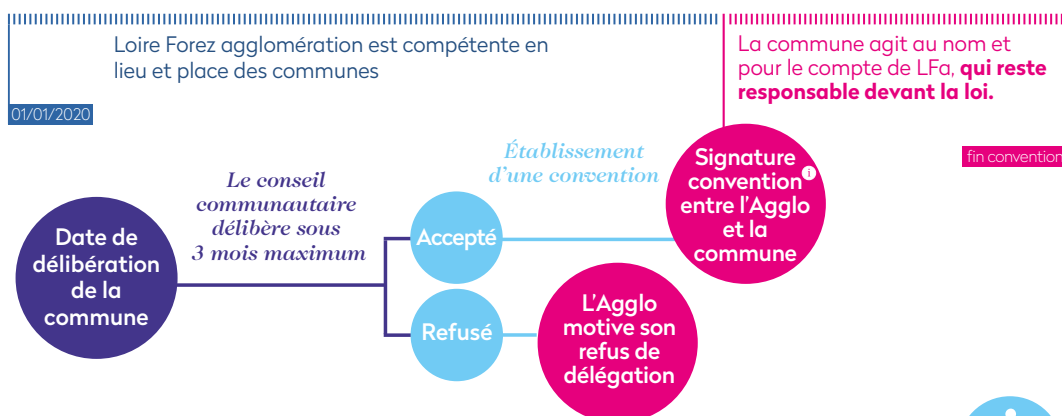 Loire Forez agglomération est compétente en
lieu et place des communes
La commune agit au nom et
pour le compte de LFa, qui reste
responsable devant la loi.
01/01/2020
fin convention
Date de
délibération
de la
commune
Le conseil
communautaire
délibère sous
3 mois maximum
Accepté
Refusé
Établissement
d'une convention
Signature
convention i
entre l'Agglo
et la
commune
L'Agglo
motive son
refus de
délégation